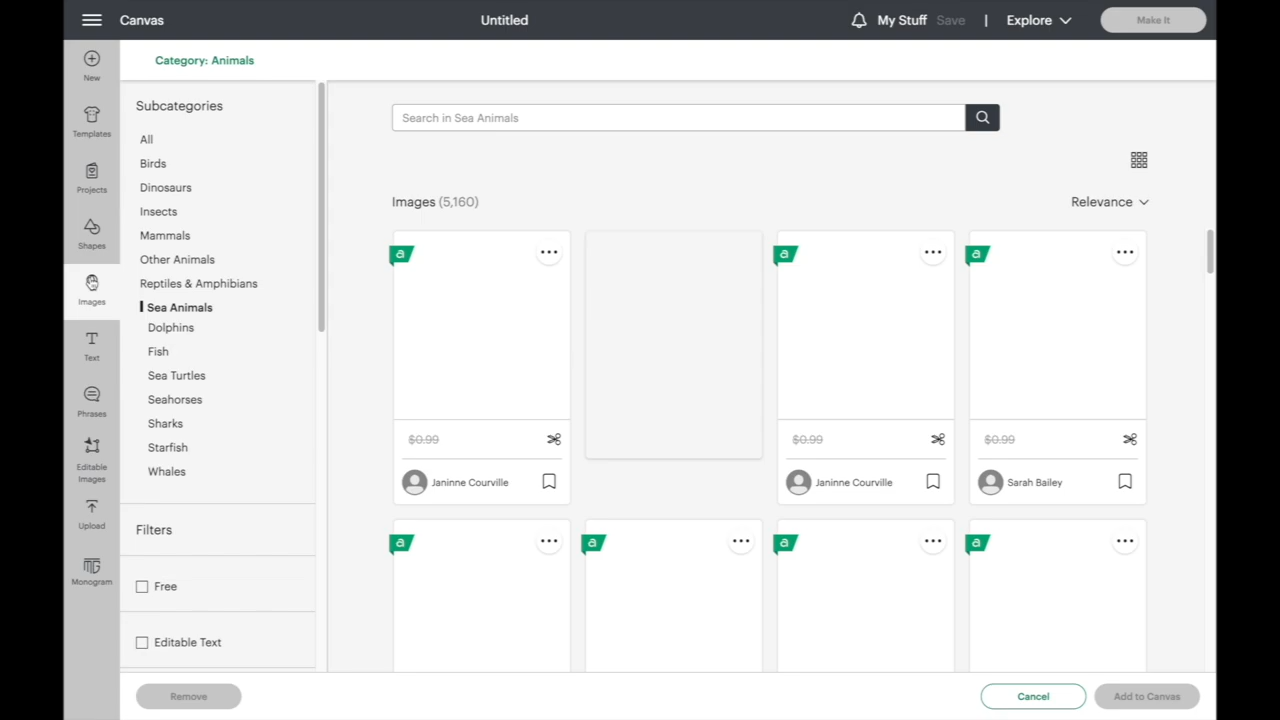 Canvas
Untitled
My Stuff
Save
|
Explore
Make It
New
Templates
Projects
Shapes
Images
Text
Phrases
Editable
Images
Upload
Monogram
Category: Animals
Subcategories
All
Birds
Dinosaurs
Insects
Mammals
Other Animals
Reptiles & Amphibians
Sea Animals
Dolphins
Fish
Sea Turtles
Seahorses
Sharks
Starfish
Whales
Filters
Free
Editable Text
Search in Sea Animals
Images (5,160)
Relevance
a
a
a
$0.99
$0.99
$0.99
Janinne Courville
Janinne Courville
Sarah Bailey
a
a
a
a
Remove
Cancel
Add to Canvas